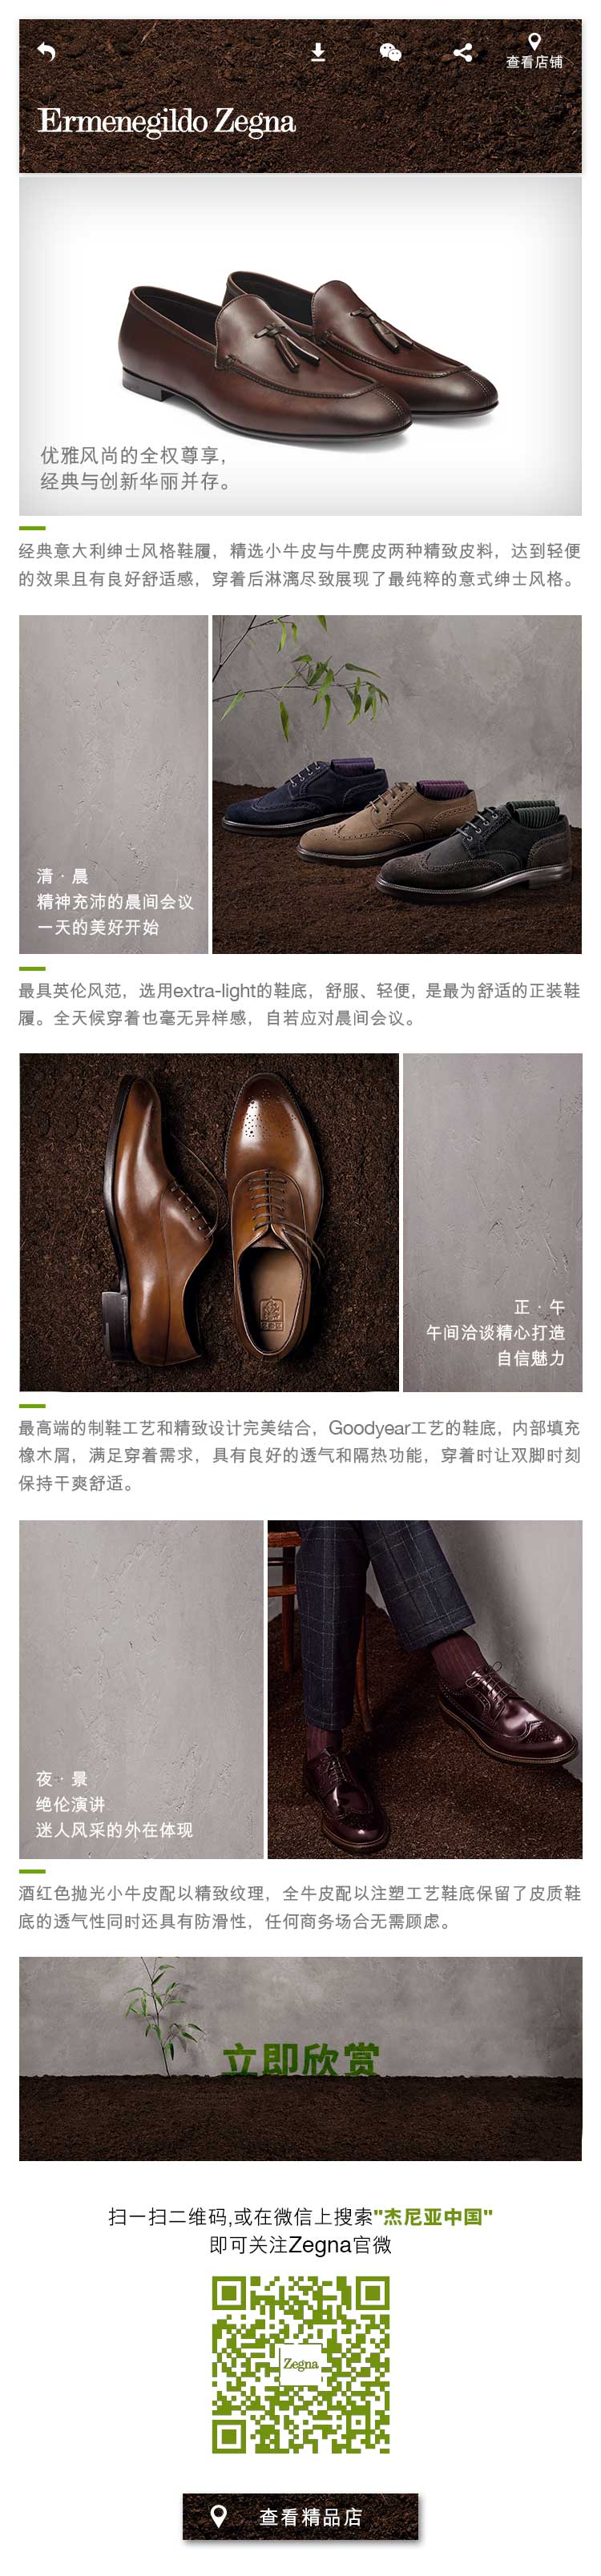 查看店铺
Ermenegildo Zegna
优雅风尚的全权尊享，
经典与创新华丽并存。
经典意大利绅士风格鞋履，精选小牛皮与牛麂皮两种精致皮料，达到轻便
的效果且有良好舒适感，穿着后淋漓尽致展现了最纯粹的意式绅士风格。
清·晨
精神充沛的晨间会议
一天的美好开始
最具英伦风范，选用extra-light的鞋底，舒服、轻便，是最为舒适的正装鞋
履。全天候穿着也毫无异样感，自若应对晨间会议。
正·午
午间洽谈精心打造
自信魅力
最高端的制鞋工艺和精致设计完美结合，Goodyear工艺的鞋底，内部填充
橡木屑，满足穿着需求，具有良好的透气和隔热功能，穿着时让双脚时刻
保持干爽舒适。
夜·景
绝伦演讲
迷人风采的外在体现
酒红色抛光小牛皮配以精致纹理，全牛皮配以注塑工艺鞋底保留了皮质鞋
底的透气性同时还具有防滑性，任何商务场合无需顾虑。
立即欣赏
扫一扫二维码,或在微信上搜索"杰尼亚中国"
即可关注Zegna官微
Zegna
查看精品店